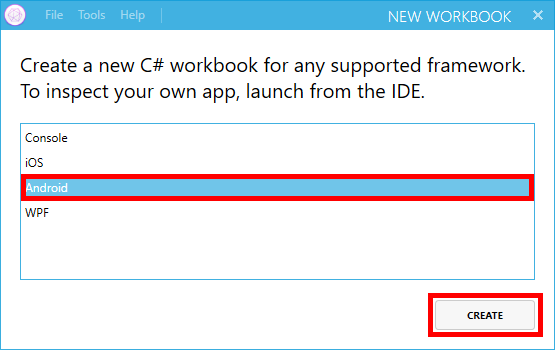 File Tools Help NEW WORKBOOK
Create a new C# workbook for any supported framework.
To inspect your own app, launch from the IDE.
Console
iOS
Android
WPF
CREATE